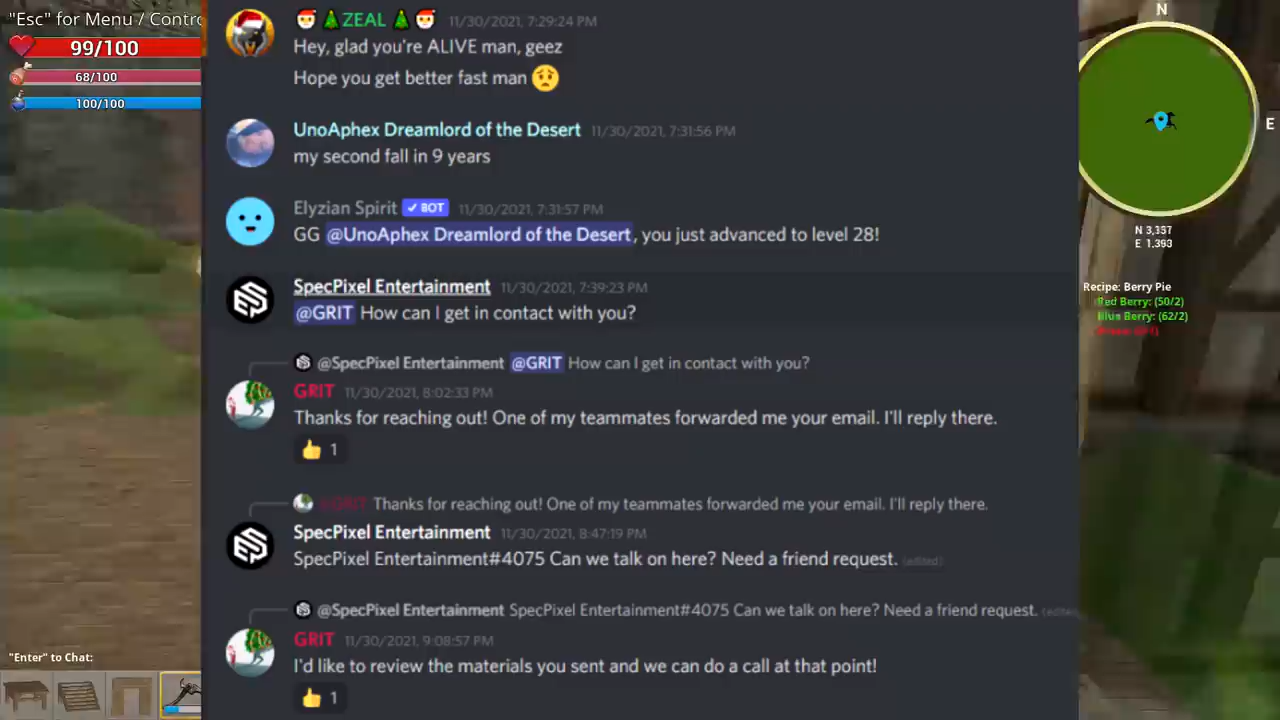 "Esc" for Menu / Contro
99/100
68/100
100/100
ZEAL 11/30/2021, 7:29:24 PM
Hey, glad you're ALIVE man, geez
Hope you get better fast man
UnoAphex Dreamlord of the Desert 11/30/2021, 7:31:56 PM
my second fall in 9 years
Elyzian Spirit BOT 11/30/2021, 7:31:57 PM
GG @UnoAphex Dreamlord of the Desert, you just advanced to level 28!
SpecPixel Entertainment 11/30/2021, 7:39:23 PM
@GRIT How can I get in contact with you?
@SpecPixel Entertainment @GRIT How can I get in contact with you?
GRIT 11/30/2021, 8:02:33 PM
Thanks for reaching out! One of my teammates forwarded me your email. I'll reply there.
1
@GRIT Thanks for reaching out! One of my teammates forwarded me your email. I'll reply there.
SpecPixel Entertainment 11/30/2021, 8:47:19 PM
SpecPixel Entertainment#4075 Can we talk on here? Need a friend request. (edited)
@SpecPixel Entertainment SpecPixel Entertainment#4075 Can we talk on here? Need a friend request. (edited)
GRIT 11/30/2021, 9:08:57 PM
I'd like to review the materials you sent and we can do a call at that point!
1
"Enter" to Chat:
N
E
N 3,157
E 1,393
Recipe: Berry Pie
Red Berry: (50/2)
Blue Berry: (62/2)